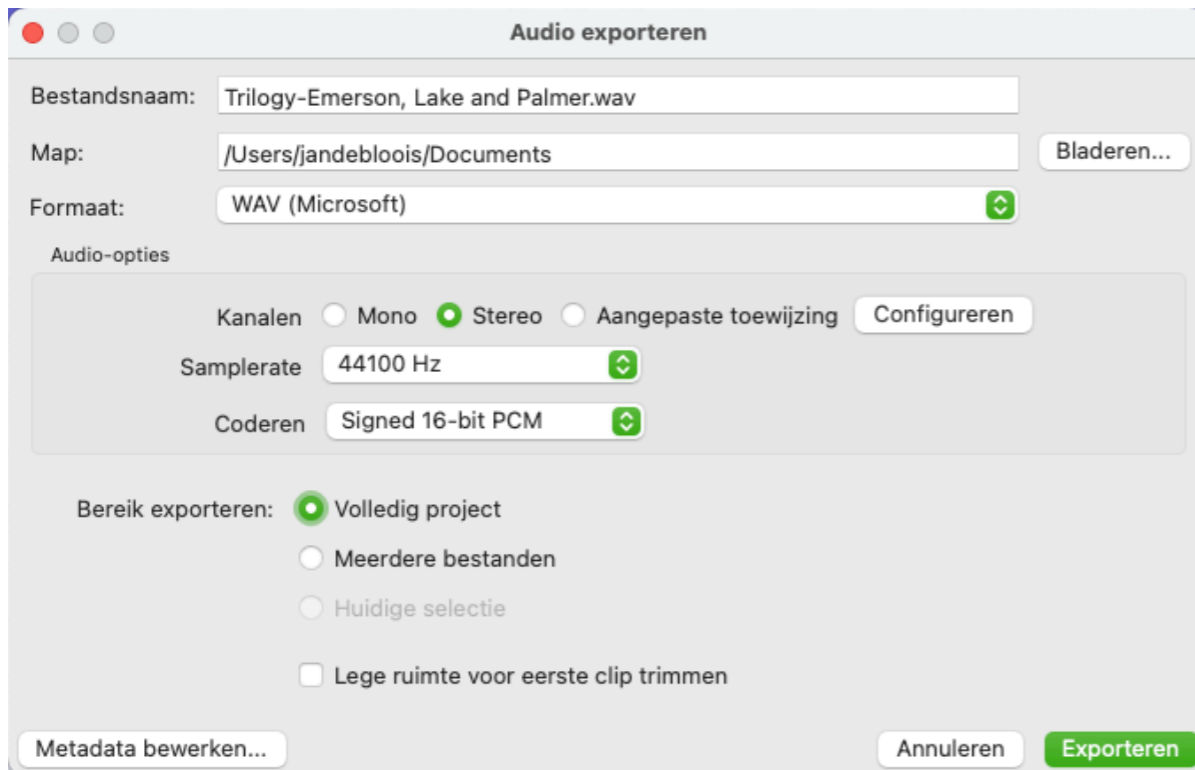 Audio exporteren
Bestandsnaam: Trilogy-Emerson, Lake and Palmer.wav
Map: /Users/jandebloois/Documents Bladeren...
Formaat: WAV (Microsoft)
Audio-opties
Kanalen Mono Stereo Aangepaste toewijzing Configureren
Samplerate 44100 Hz
Coderen Signed 16-bit PCM
Bereik exporteren: Volledig project
Meerdere bestanden
Huidige selectie
Lege ruimte voor eerste clip trimmen
Metadata bewerken... Annuleren Exporteren